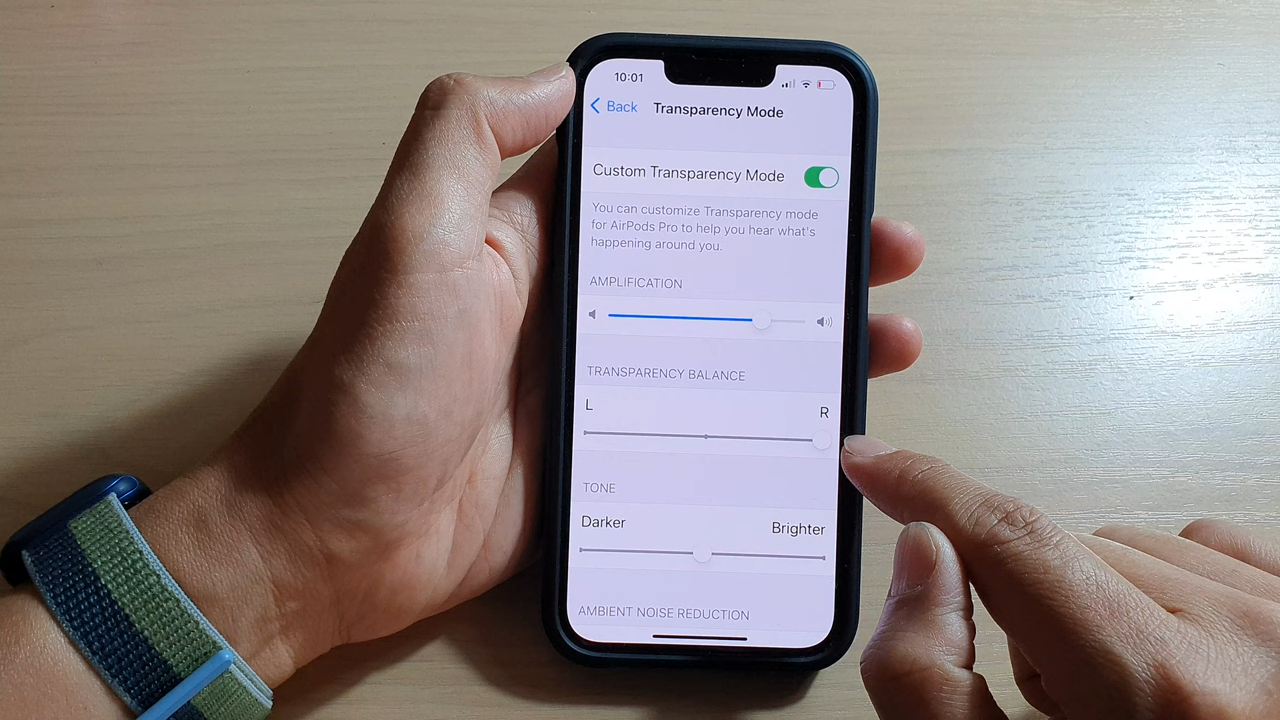 10:01
Back Transparency Mode
Custom Transparency Mode
You can customize Transparency mode
for AirPods Pro to help you hear what's
happening around you.
AMPLIFICATION
TRANSPARENCY BALANCE
L R
TONE
Darker Brighter
AMBIENT NOISE REDUCTION